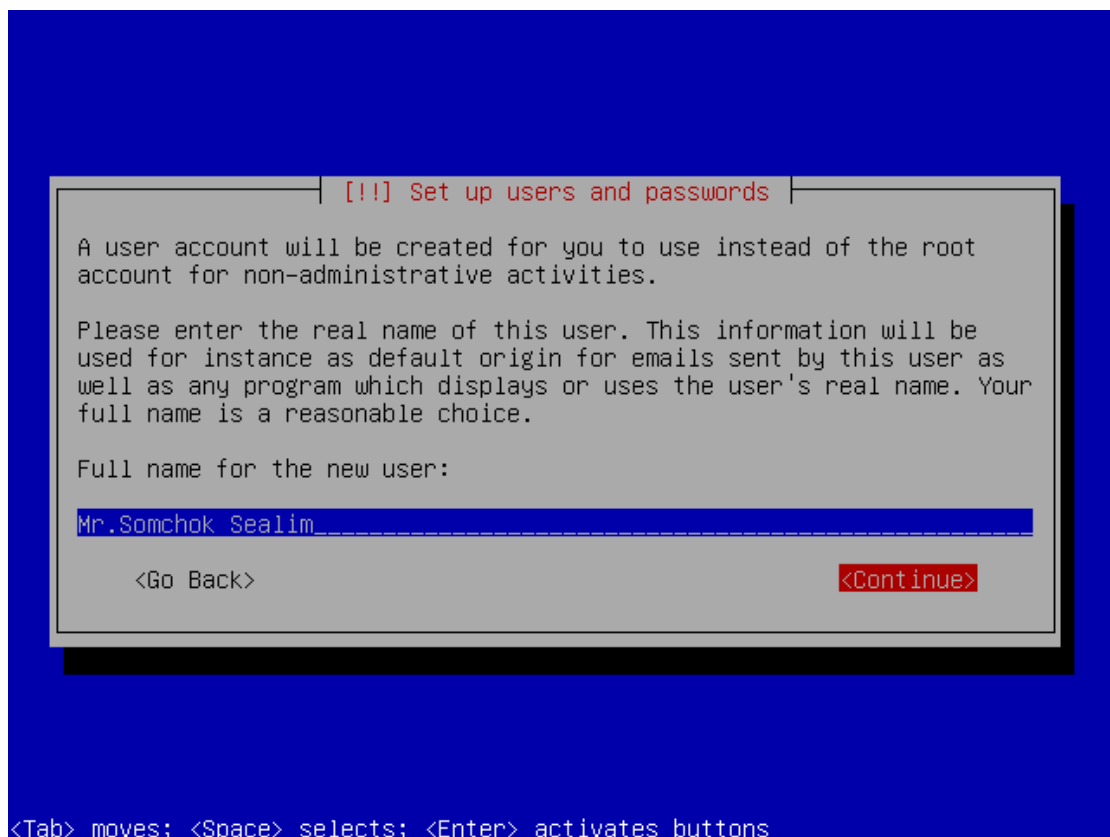 [!!] Set up users and passwords
A user account will be created for you to use instead of the root
account for non-administrative activities.
Please enter the real name of this user. This information will be
used for instance as default origin for emails sent by this user as
well as any program which displays or uses the user's real name. Your
full name is a reasonable choice.
Full name for the new user:
Mr.Somchok Sealim
<Go Back> <Continue>
<Tab> moves; <Space> selects; <Enter> activates buttons